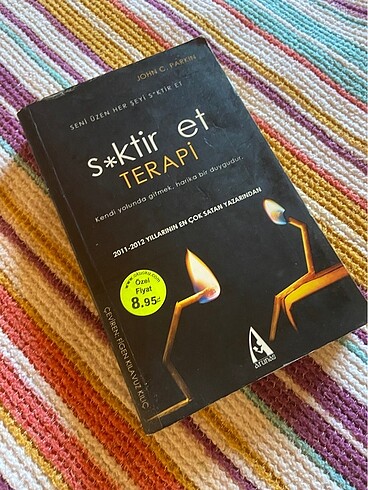 JOHN C. PARKIN
SENİ ÜZEN HER ŞEYİ S*KTİR ET
s*ktir et
TERAPİ
Kendi yolunda gitmek, harika bir duygudur.
2011-2012 YILLARININ EN ÇOK SATAN YAZARINDAN
Özel
Fiyat
8.95
ÇEVİREN: FİGEN KILAVUZ KILIÇ
arunas